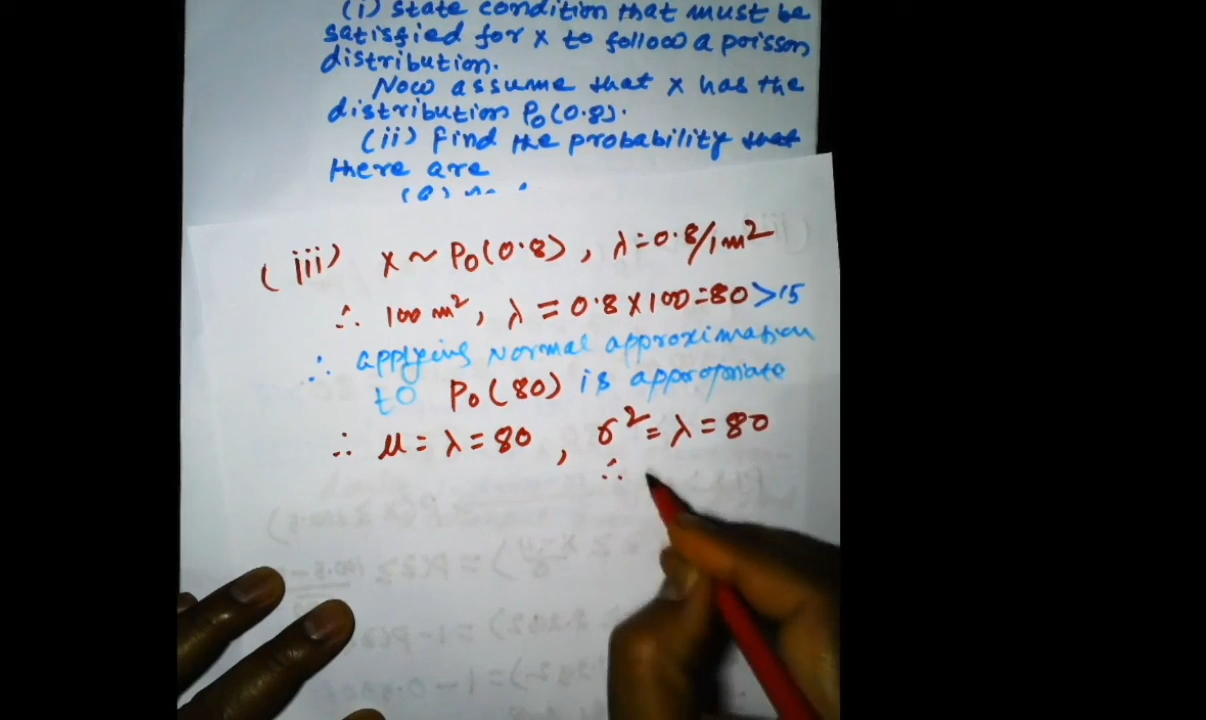 (i) state condition that must be
satisfied for x to follow a poisson
distribution.
Now assume that x has the
distribution Po(0.8).
(ii) Find the probability that
there are
(iii) x ~ Po(0.8), λ=0.8/1m²
∴ 100 m², λ = 0.8×100=80>15
∴ applying Normal approximation
to Po(80) is appropriate
∴ μ = λ = 80, σ² = λ = 80
∴